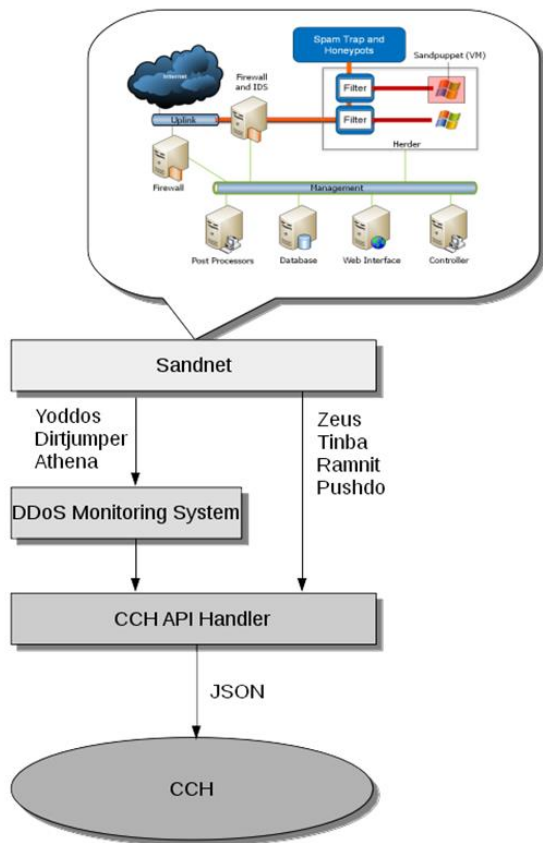 Spam Trap and
Honeypots
Sandpuppet (VM)
Internet
Firewall
and IDS
Filter
Uplink
Filter
Herder
Firewall
Management
Post Processors
Database
Web Interface
Controller
Sandnet
Yoddos
Dirtjumper
Athena
Zeus
Tinba
Ramnit
Pushdo
DDoS Monitoring System
CCH API Handler
JSON
CCH